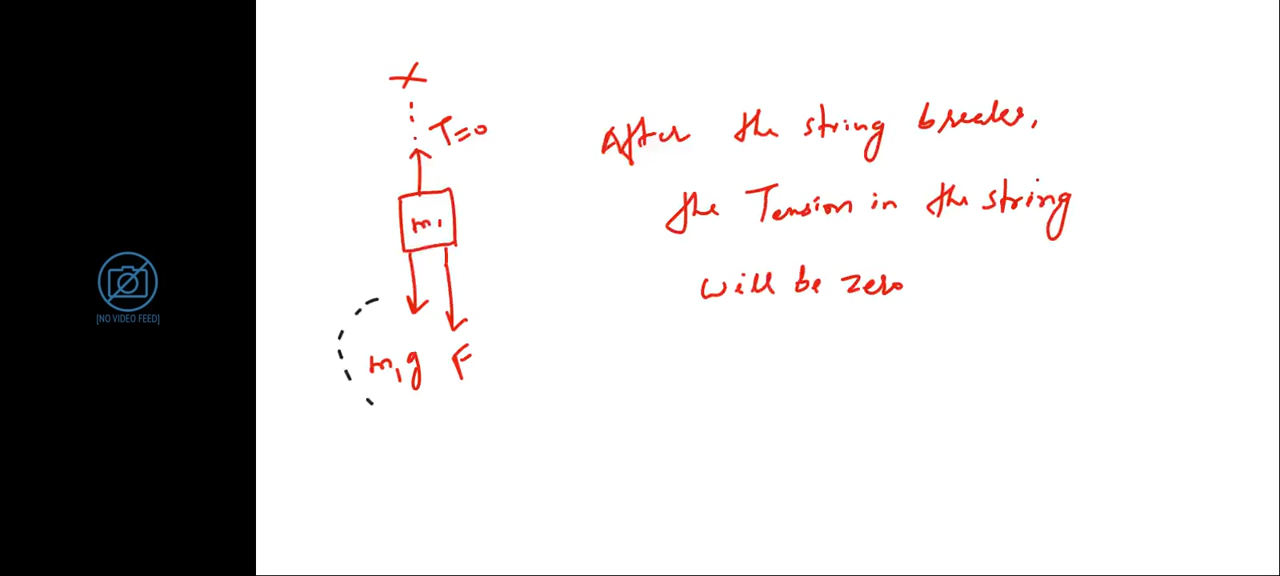 T=0
After the string breaks,
m1
the Tension in the string
will be zero
[NO VIDEO FEED]
m1g F